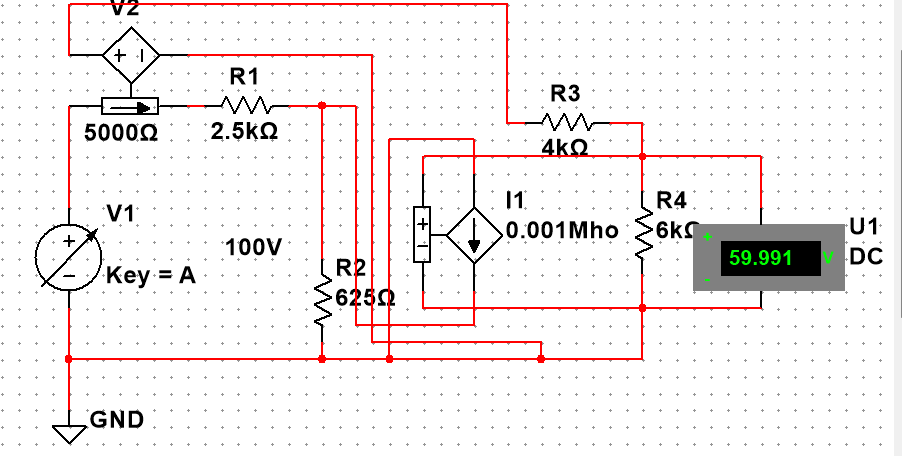 V2
+ I
R1
5000Ω
2.5kΩ
R3
4kΩ
V1
+
−
Key = A
100V
R2
625Ω
+
−
I1
0.001Mho
R4
6kΩ
+
-
59.991 V
U1
DC
GND